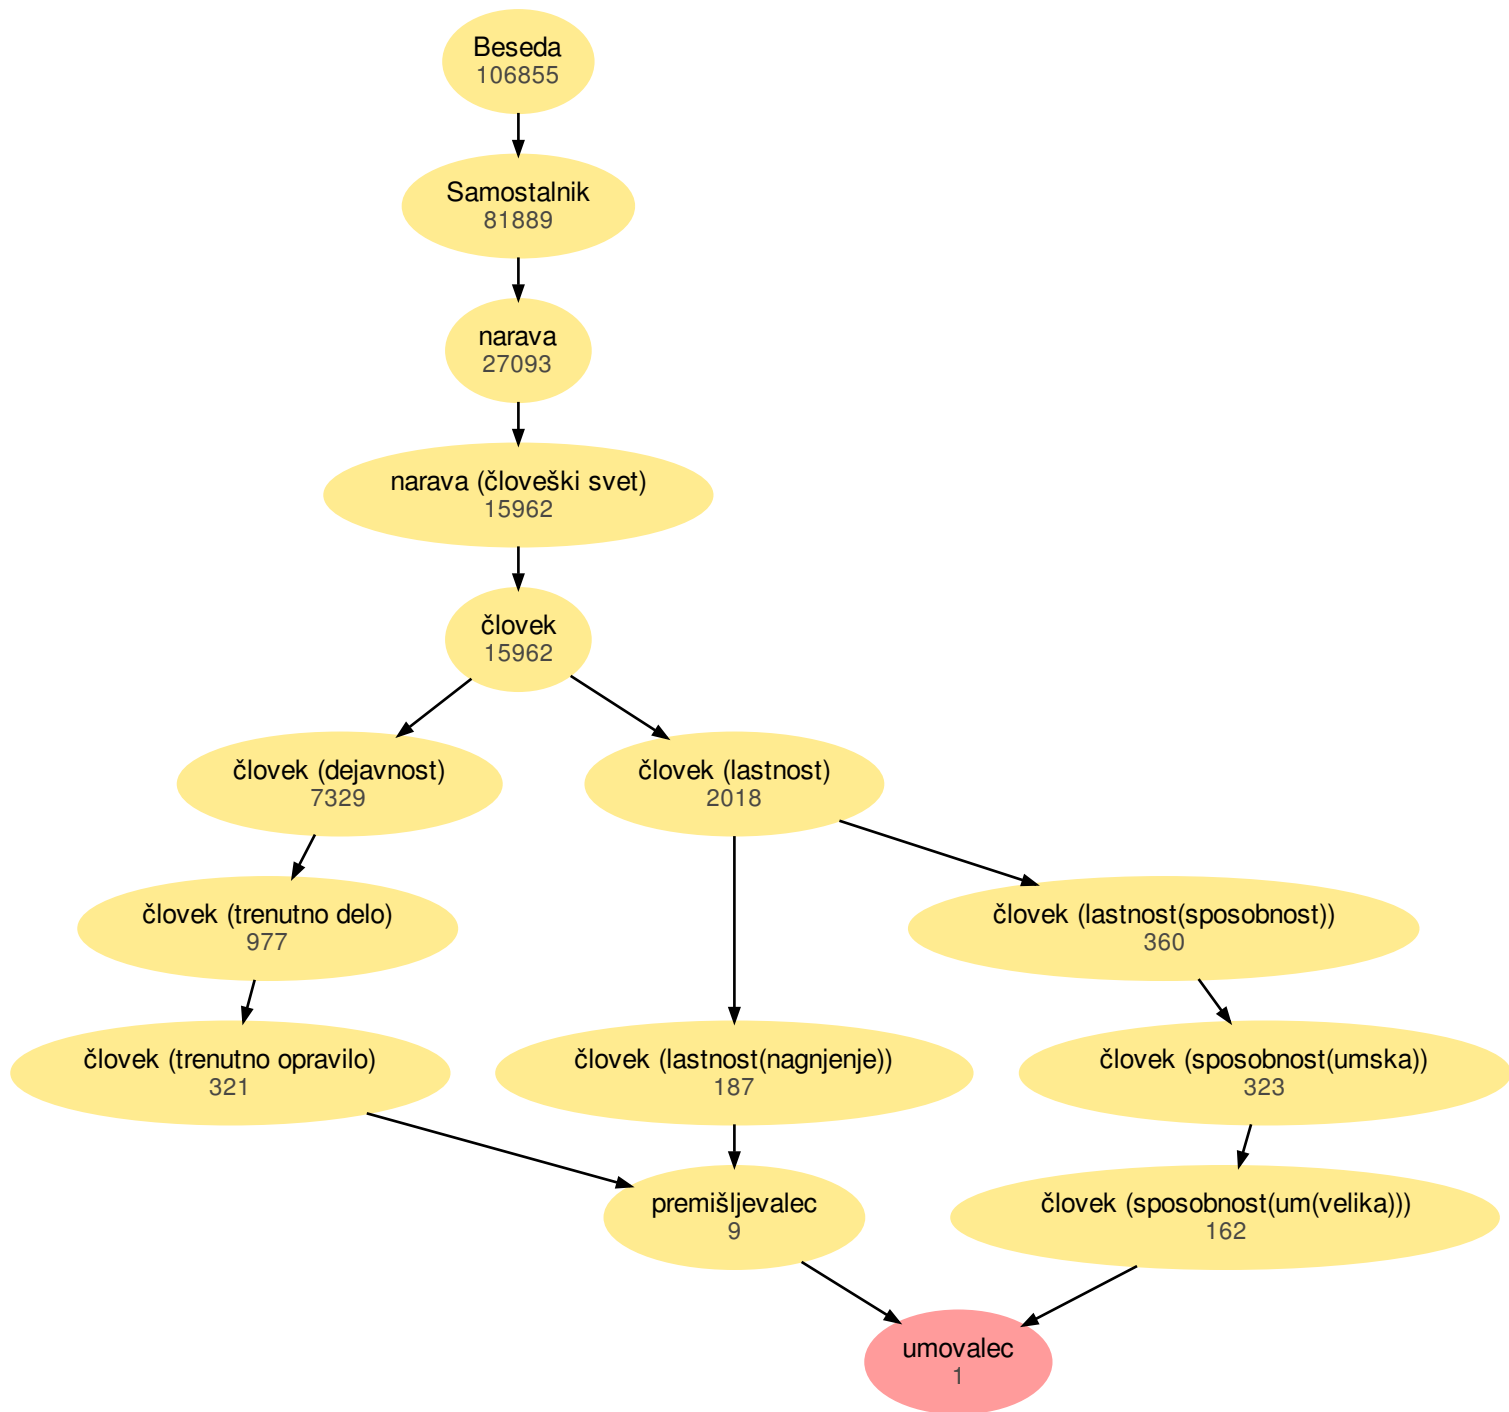 Beseda
106855
Samostalnik
81889
narava
27093
narava (človeški svet)
15962
človek
15962
človek (dejavnost)
7329
človek (lastnost)
2018
človek (trenutno delo)
977
človek (lastnost(sposobnost))
360
človek (trenutno opravilo)
321
človek (lastnost(nagnjenje))
187
človek (sposobnost(umska))
323
premišljevalec
9
človek (sposobnost(um(velika)))
162
umovalec
1